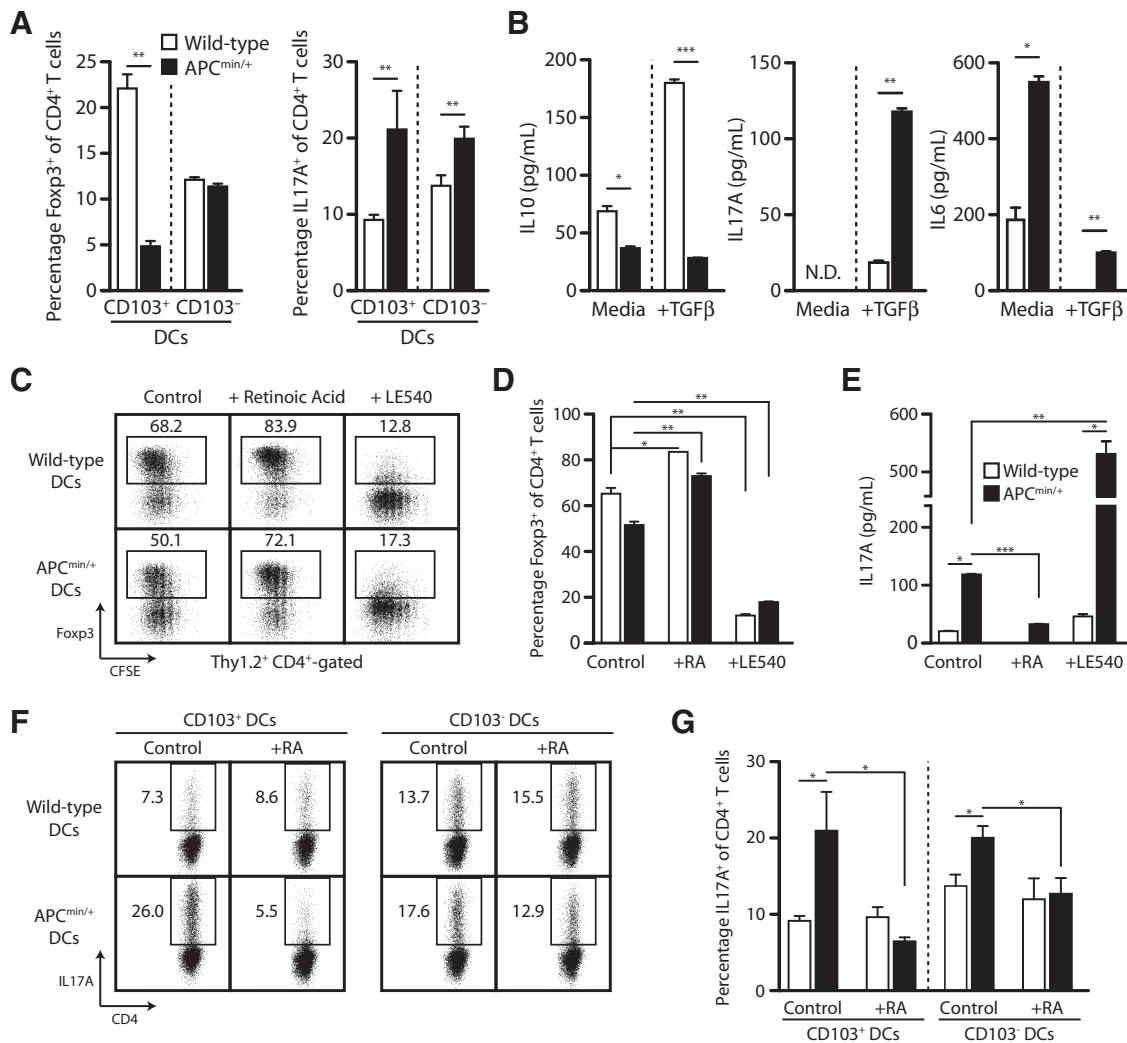 A
Wild-type
APCmin/+
Percentage Foxp3+ of CD4+ T cells
25
20
15
10
5
0
**
CD103+ CD103–
DCs
Percentage IL17A+ of CD4+ T cells
30
20
10
0
**
**
CD103+ CD103–
DCs
B
IL10 (pg/mL)
200
150
100
50
0
*
***
Media +TGFβ
IL17A (pg/mL)
150
100
50
0
N.D.
**
Media +TGFβ
IL6 (pg/mL)
600
400
200
0
*
**
Media +TGFβ
C
Control + Retinoic Acid + LE540
Wild-type
DCs
68.2 83.9 12.8
APCmin/+
DCs
50.1 72.1 17.3
Foxp3
CFSE
Thy1.2+ CD4+-gated
D
Percentage Foxp3+ of CD4+ T cells
100
80
60
40
20
0
**
**
**
*
Control +RA +LE540
E
IL17A (pg/mL)
600
500
200
100
0
Wild-type
APCmin/+
**
*
*
***
Control +RA +LE540
F
CD103+ DCs CD103- DCs
Control +RA Control +RA
Wild-type
DCs
7.3 8.6 13.7 15.5
APCmin/+
DCs
26.0 5.5 17.6 12.9
IL17A
CD4
G
Percentage IL17A+ of CD4+ T cells
30
20
10
0
*
*
*
*
Control +RA Control +RA
CD103+ DCs CD103- DCs